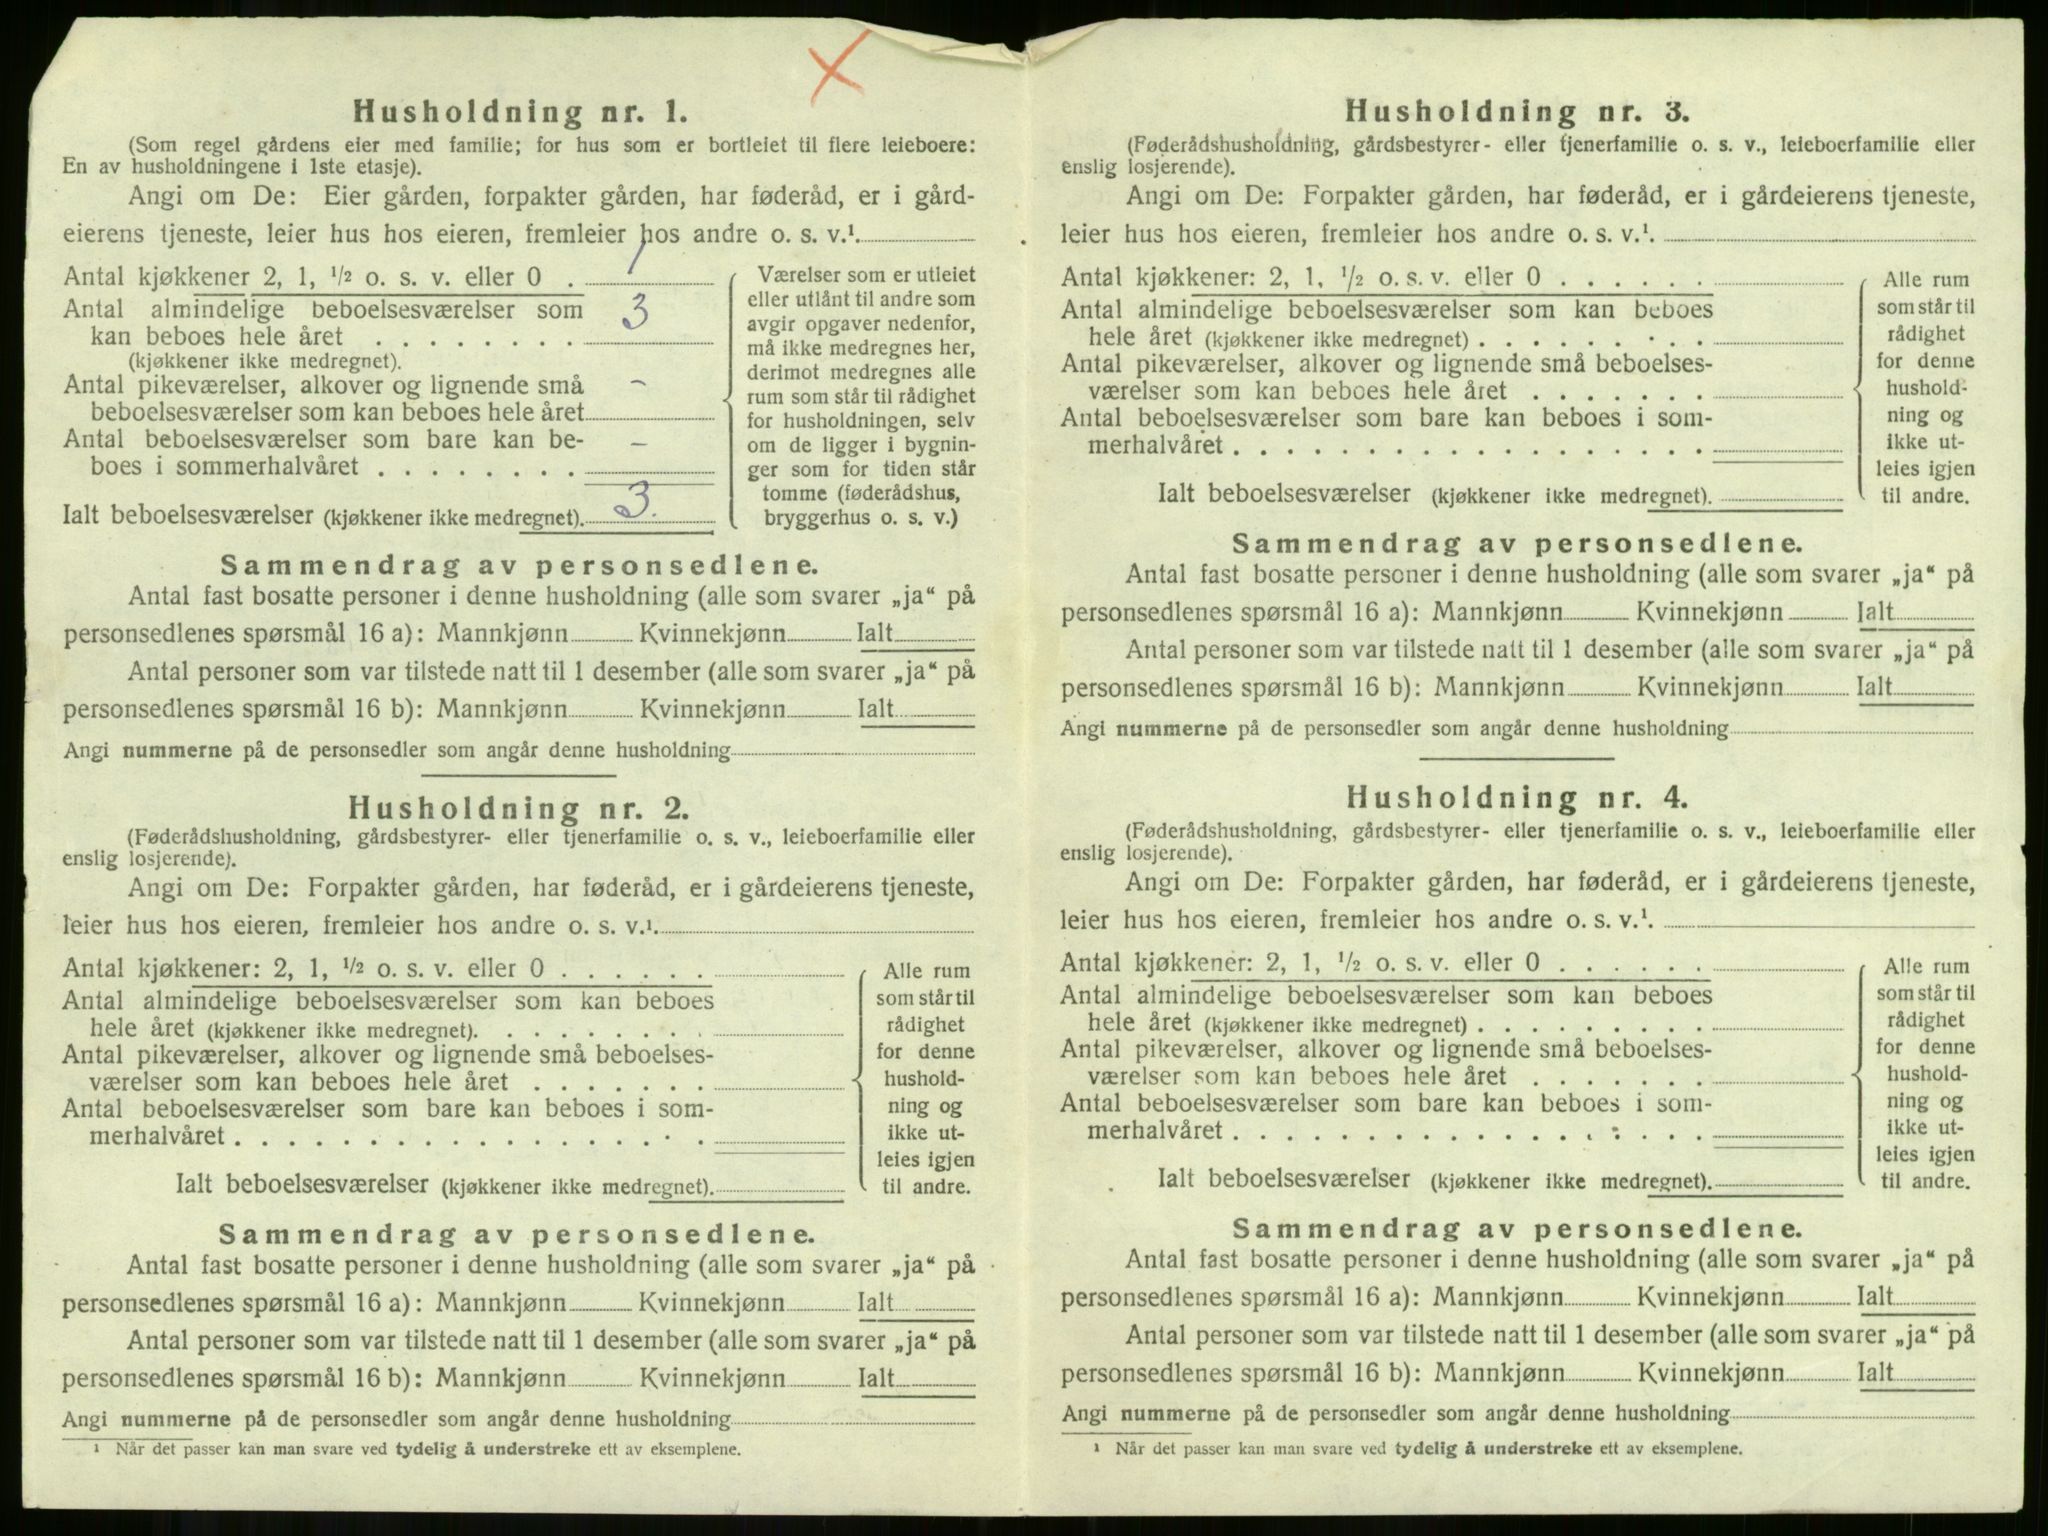 Husholdning nr. 1.
(Som regel gårdens eier med familie; for hus som er bortleiet til flere leieboere:
En av husholdningene i 1ste etasje).
Angi om De: Eier gården, forpakter gården, har føderåd, er i gård-
eierens tjeneste, leier hus hos eieren, fremleier hos andre o. s. v.¹.
Antal kjøkkener 2, 1, ½ o. s. v. eller 0 . 1
Antal almindelige beboelsesværelser som
kan beboes hele året . . . . . . . . 3
(kjøkkener ikke medregnet).
Antal pikeværelser, alkover og lignende små
beboelsesværelser som kan beboes hele året –
Antal beboelsesværelser som bare kan be-
boes i sommerhalvåret . . . . . . . . –
Ialt beboelsesværelser (kjøkkener ikke medregnet). 3.
Værelser som er utleiet
eller utlånt til andre som
avgir opgaver nedenfor,
må ikke medregnes her,
derimot medregnes alle
rum som står til rådighet
for husholdningen, selv
om de ligger i bygnin-
ger som for tiden står
tomme (føderådshus,
bryggerhus o. s. v.)
Sammendrag av personsedlene.
Antal fast bosatte personer i denne husholdning (alle som svarer „ja“ på
personsedlenes spørsmål 16 a): Mannkjønn Kvinnekjønn Ialt
Antal personer som var tilstede natt til 1 desember (alle som svarer „ja“ på
personsedlenes spørsmål 16 b): Mannkjønn Kvinnekjønn Ialt
Angi nummerne på de personsedler som angår denne husholdning
Husholdning nr. 2.
(Føderådshusholdning, gårdsbestyrer- eller tjenerfamilie o. s. v., leieboerfamilie eller
enslig losjerende).
Angi om De: Forpakter gården, har føderåd, er i gårdeierens tjeneste,
leier hus hos eieren, fremleier hos andre o. s. v.¹.
Antal kjøkkener: 2, 1, ½ o. s. v. eller 0 . . . . . .
Antal almindelige beboelsesværelser som kan beboes
hele året (kjøkkener ikke medregnet). . . . . . . . .
Antal pikeværelser, alkover og lignende små beboelses-
værelser som kan beboes hele året . . . . . . .
Antal beboelsesværelser som bare kan beboes i som-
merhalvåret . . . . . . . . . . . . . . . . . .
Ialt beboelsesværelser (kjøkkener ikke medregnet).
Alle rum
som står til
rådighet
for denne
hushold-
ning og
ikke ut-
leies igjen
til andre.
Sammendrag av personsedlene.
Antal fast bosatte personer i denne husholdning (alle som svarer „ja“ på
personsedlenes spørsmål 16 a): Mannkjønn Kvinnekjønn Ialt
Antal personer som var tilstede natt til 1 desember (alle som svarer „ja“ på
personsedlenes spørsmål 16 b): Mannkjønn Kvinnekjønn Ialt
Angi nummerne på de personsedler som angår denne husholdning
¹ Når det passer kan man svare ved tydelig å understreke ett av eksemplene.
Husholdning nr. 3.
(Føderådshusholdning, gårdsbestyrer- eller tjenerfamilie o. s. v., leieboerfamilie eller
enslig losjerende).
Angi om De: Forpakter gården, har føderåd, er i gårdeierens tjeneste,
leier hus hos eieren, fremleier hos andre o. s. v.¹.
Antal kjøkkener: 2, 1, ½ o. s. v. eller 0 . . . . . .
Antal almindelige beboelsesværelser som kan beboes
hele året (kjøkkener ikke medregnet) . . . . . . . . .
Antal pikeværelser, alkover og lignende små beboelses-
værelser som kan beboes hele året . . . . . . .
Antal beboelsesværelser som bare kan beboes i som-
merhalvåret . . . . . . . . . . . . . . . . . .
Ialt beboelsesværelser (kjøkkener ikke medregnet).
Alle rum
som står til
rådighet
for denne
hushold-
ning og
ikke ut-
leies igjen
til andre.
Sammendrag av personsedlene.
Antal fast bosatte personer i denne husholdning (alle som svarer „ja“ på
personsedlenes spørsmål 16 a): Mannkjønn Kvinnekjønn Ialt
Antal personer som var tilstede natt til 1 desember (alle som svarer „ja“ på
personsedlenes spørsmål 16 b): Mannkjønn Kvinnekjønn Ialt
Angi nummerne på de personsedler som angår denne husholdning
Husholdning nr. 4.
(Føderådshusholdning, gårdsbestyrer- eller tjenerfamilie o. s. v., leieboerfamilie eller
enslig losjerende).
Angi om De: Forpakter gården, har føderåd, er i gårdeierens tjeneste,
leier hus hos eieren, fremleier hos andre o. s. v.¹.
Antal kjøkkener: 2, 1, ½ o. s. v. eller 0 . . . . . .
Antal almindelige beboelsesværelser som kan beboes
hele året (kjøkkener ikke medregnet) . . . . . . . . .
Antal pikeværelser, alkover og lignende små beboelses-
værelser som kan beboes hele året . . . . . . .
Antal beboelsesværelser som bare kan beboes i som-
merhalvåret . . . . . . . . . . . . . . . . . .
Ialt beboelsesværelser (kjøkkener ikke medregnet).
Alle rum
som står til
rådighet
for denne
hushold-
ning og
ikke ut-
leies igjen
til andre.
Sammendrag av personsedlene.
Antal fast bosatte personer i denne husholdning (alle som svarer „ja“ på
personsedlenes spørsmål 16 a): Mannkjønn Kvinnekjønn Ialt
Antal personer som var tilstede natt til 1 desember (alle som svarer „ja“ på
personsedlenes spørsmål 16 b): Mannkjønn Kvinnekjønn Ialt
Angi nummerne på de personsedler som angår denne husholdning
¹ Når det passer kan man svare ved tydelig å understreke ett av eksemplene.